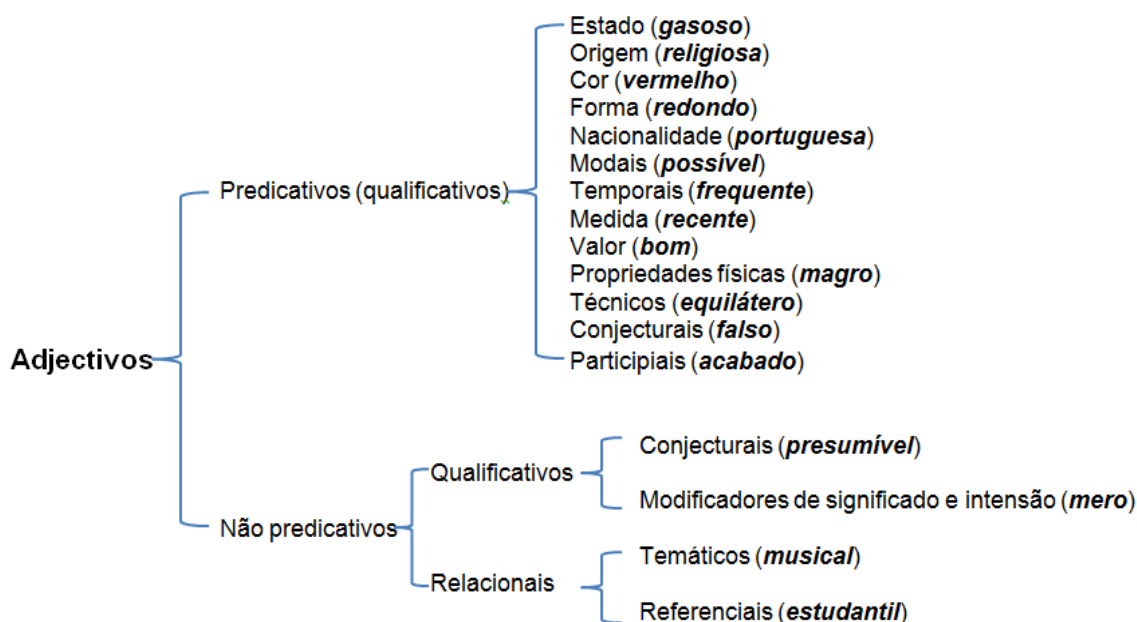 Estado (gasoso)
Origem (religiosa)
Cor (vermelho)
Forma (redondo)
Nacionalidade (portuguesa)
Modais (possível)
Predicativos (qualificativos)
Temporais (frequente)
Medida (recente)
Valor (bom)
Propriedades físicas (magro)
Técnicos (equilátero)
Conjecturais (falso)
Adjectivos
Participiais (acabado)
Conjecturais (presumível)
Qualificativos
Modificadores de significado e intensão (mero)
Não predicativos
Temáticos (musical)
Relacionais
Referenciais (estudantil)